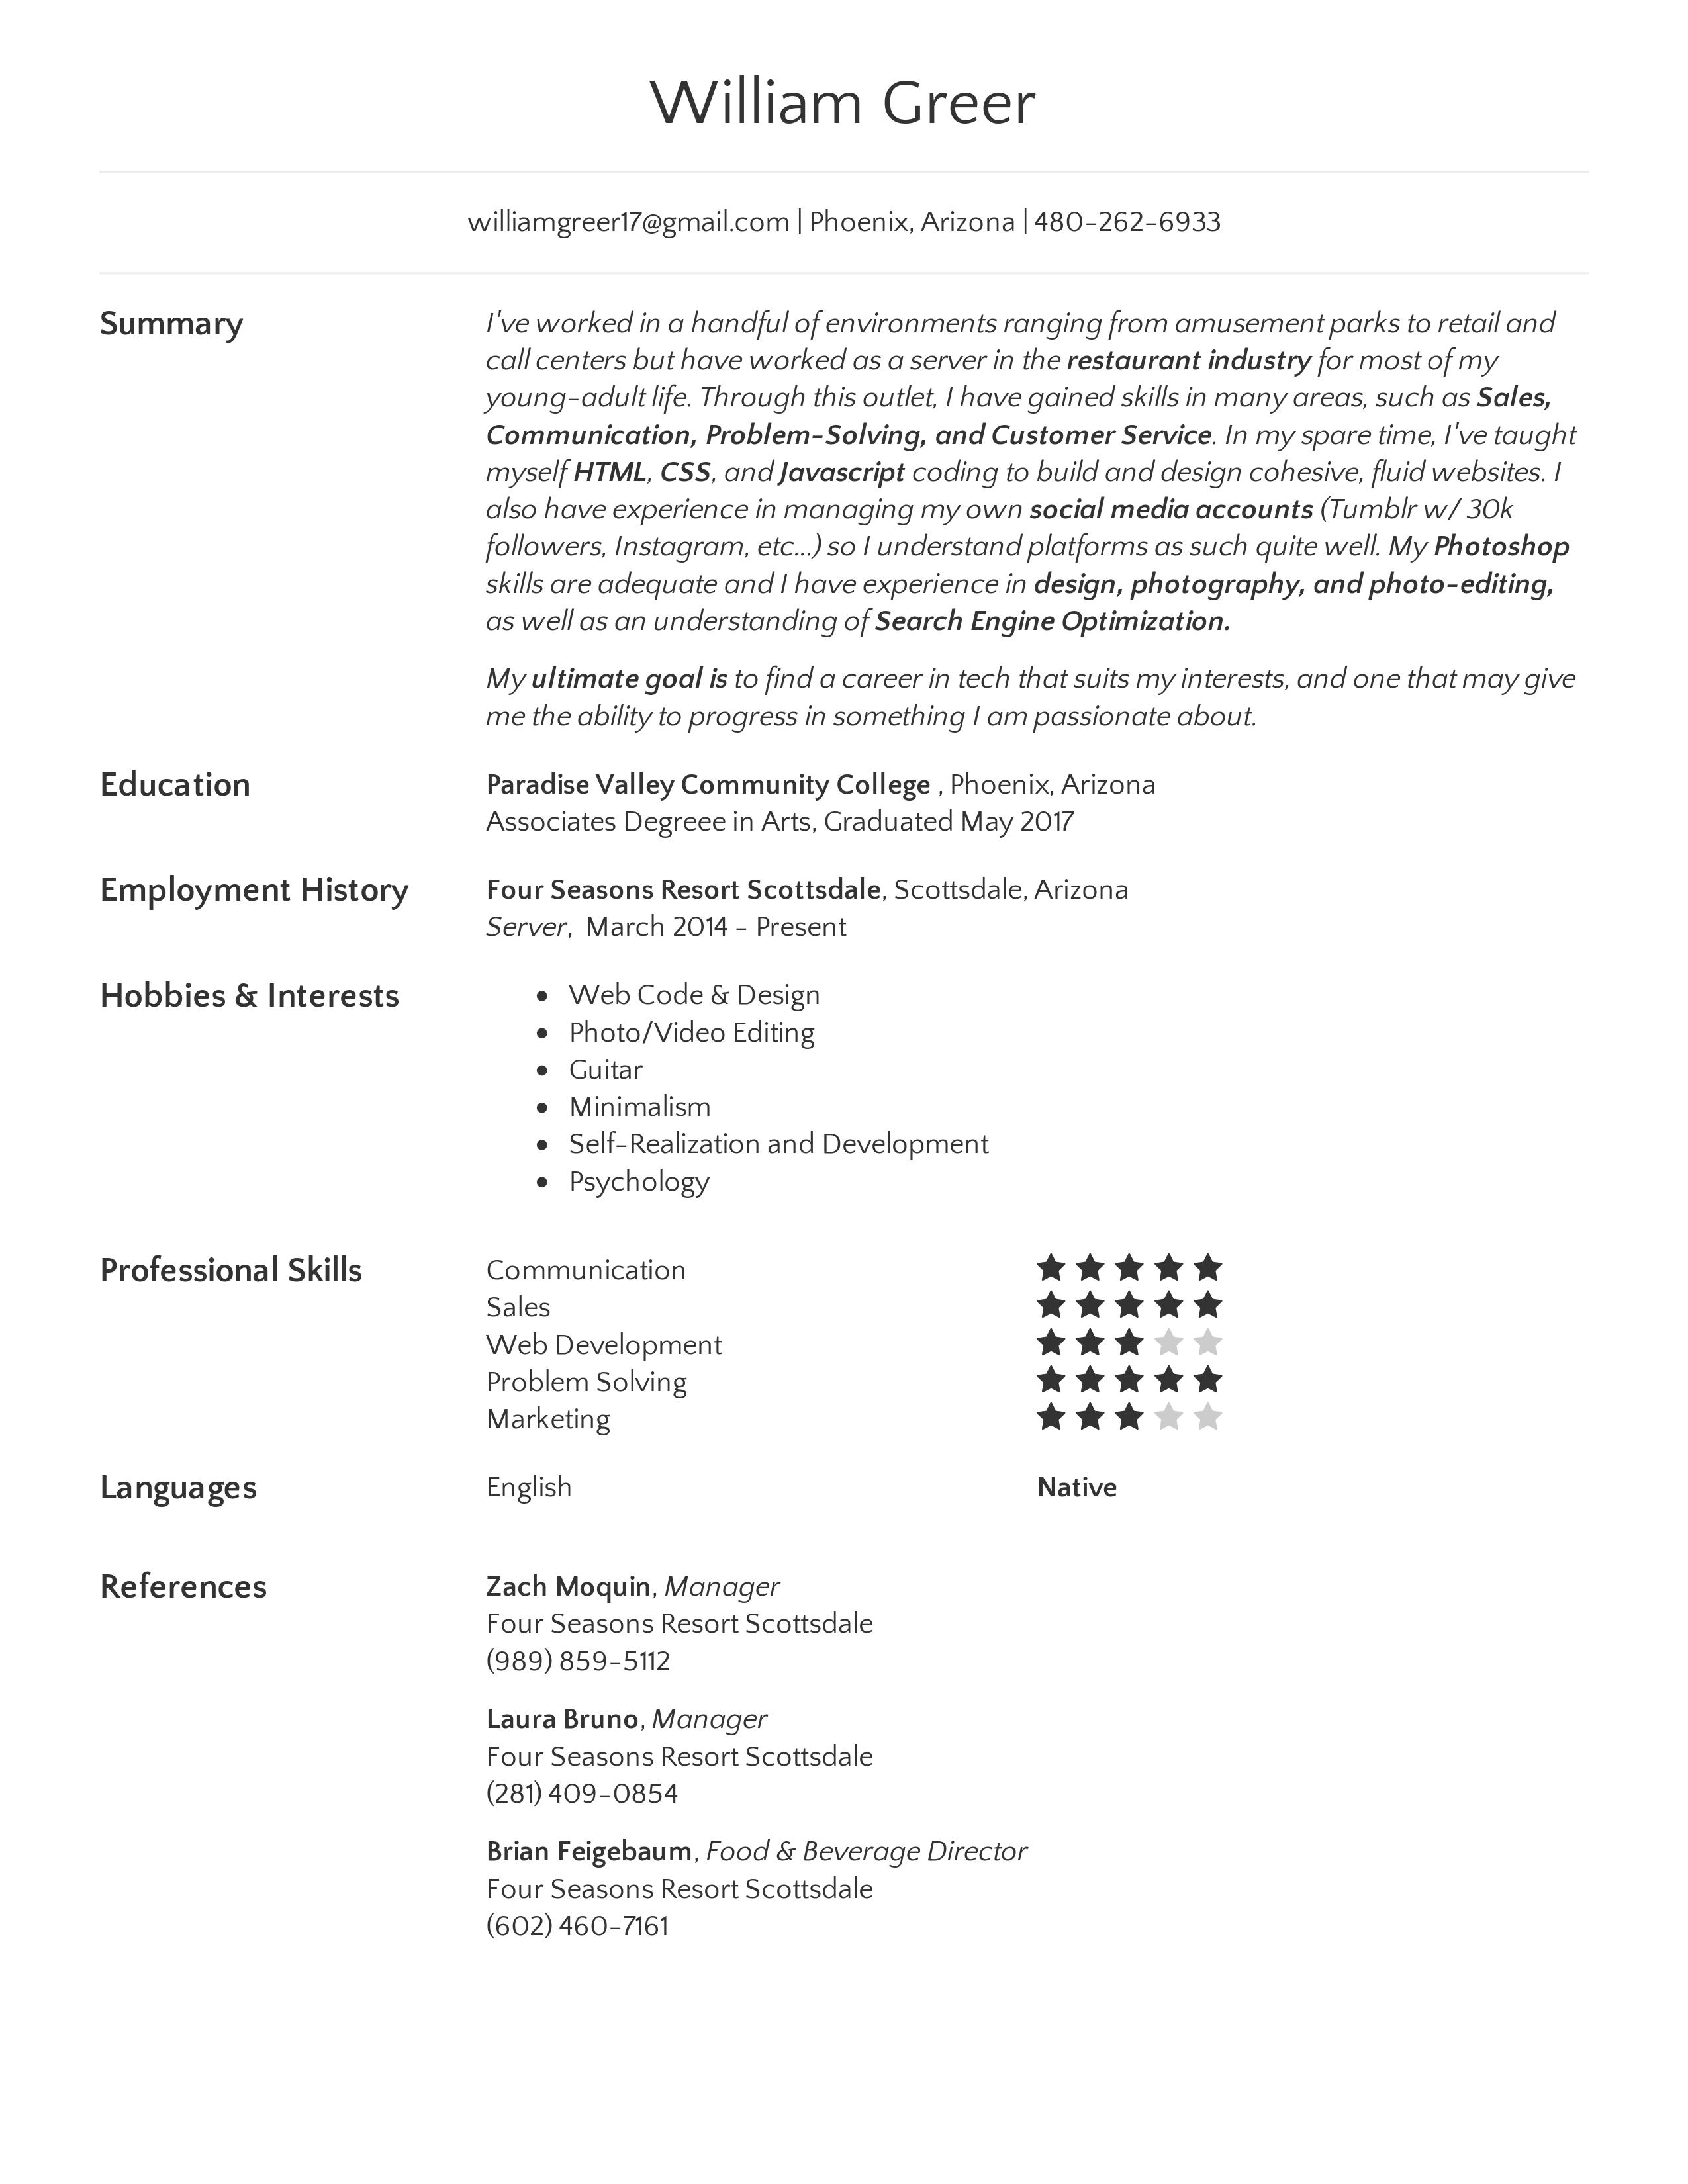 William Greer
williamgreer17@gmail.com | Phoenix, Arizona | 480-262-6933
Summary
I've worked in a handful of environments ranging from amusement parks to retail and
call centers but have worked as a server in the restaurant industry for most of my
young-adult life. Through this outlet, I have gained skills in many areas, such as Sales,
Communication, Problem-Solving, and Customer Service. In my spare time, I've taught
myself HTML, CSS, and Javascript coding to build and design cohesive, fluid websites. I
also have experience in managing my own social media accounts (Tumblr w/ 30k
followers, Instagram, etc...) so I understand platforms as such quite well. My Photoshop
skills are adequate and I have experience in design, photography, and photo-editing,
as well as an understanding of Search Engine Optimization.
My ultimate goal is to find a career in tech that suits my interests, and one that may give
me the ability to progress in something I am passionate about.
Education
Paradise Valley Community College , Phoenix, Arizona
Associates Degreee in Arts, Graduated May 2017
Employment History
Four Seasons Resort Scottsdale, Scottsdale, Arizona
Server, March 2014 - Present
Hobbies & Interests
• Web Code & Design
• Photo/Video Editing
• Guitar
• Minimalism
• Self-Realization and Development
• Psychology
Professional Skills
Communication
Sales
Web Development
Problem Solving
Marketing
Languages
English Native
References
Zach Moquin, Manager
Four Seasons Resort Scottsdale
(989) 859-5112
Laura Bruno, Manager
Four Seasons Resort Scottsdale
(281) 409-0854
Brian Feigebaum, Food & Beverage Director
Four Seasons Resort Scottsdale
(602) 460-7161